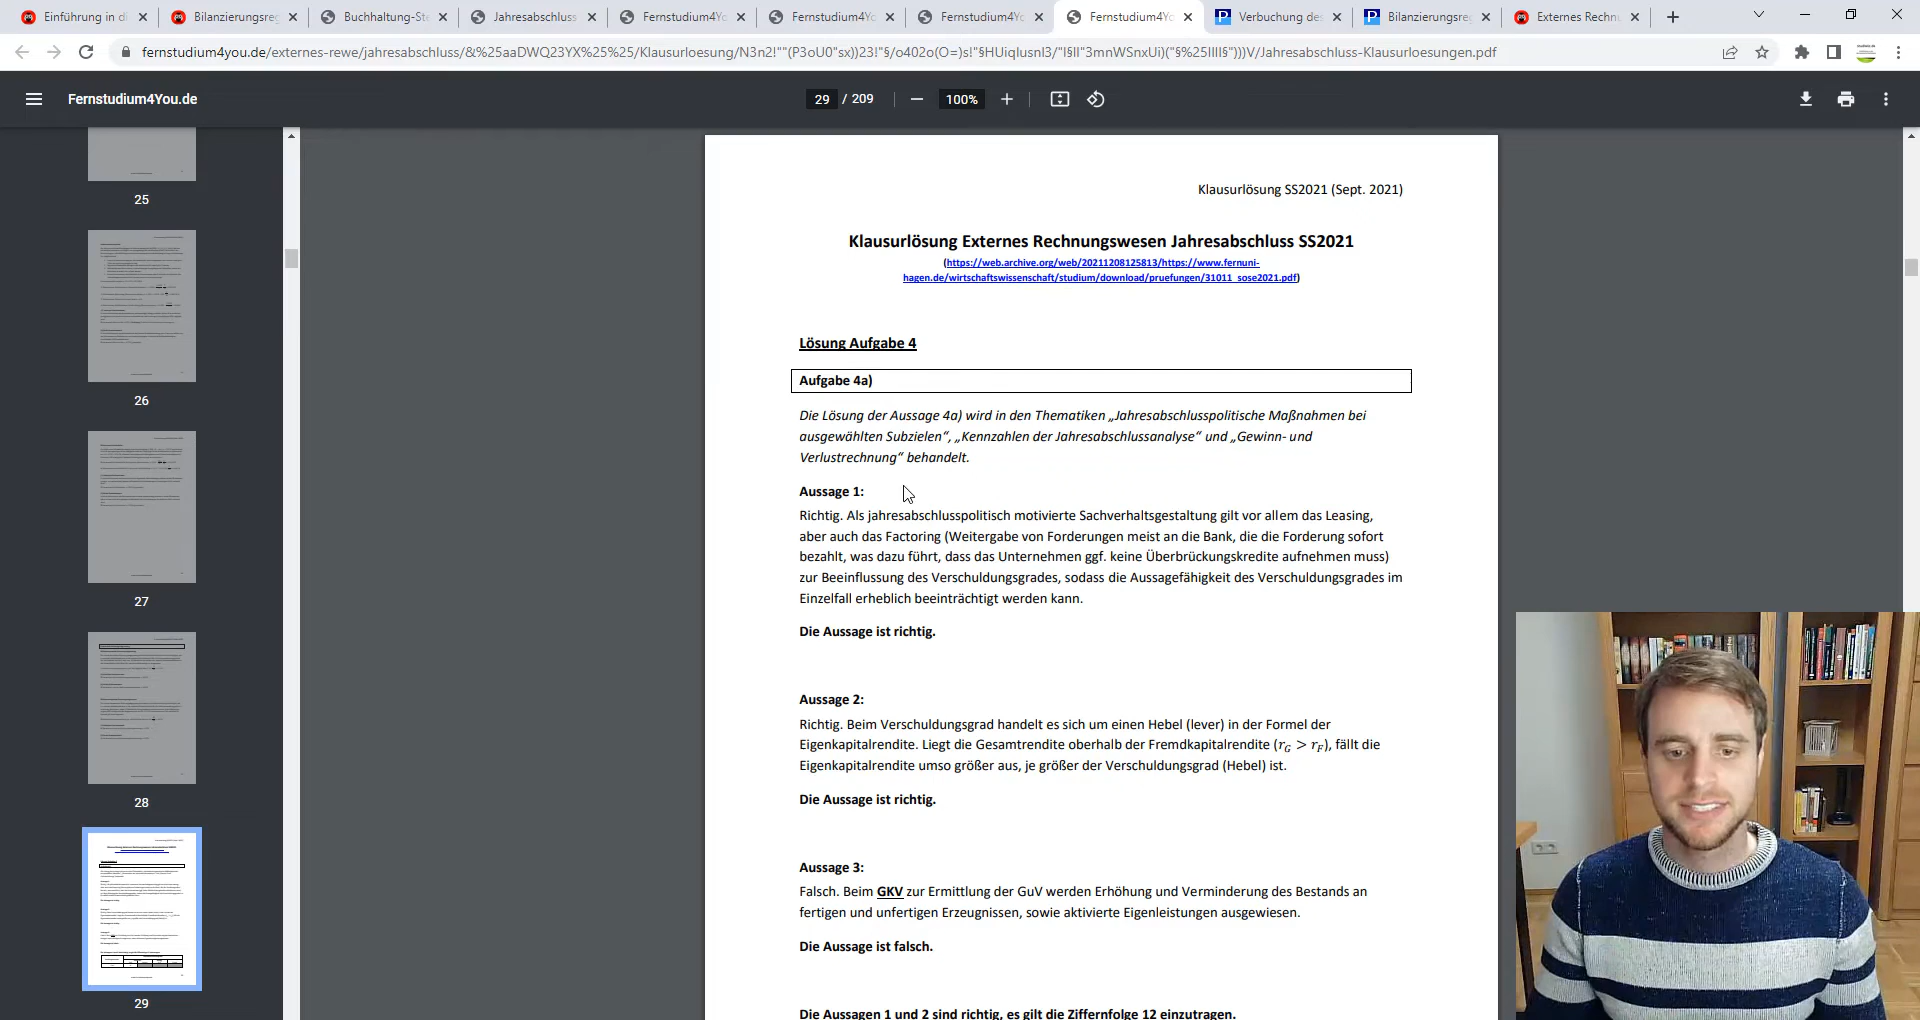 Einführung in di
Bilanzierungsreg
Buchhaltung-Ste
Jahresabschluss
Fernstudium4Yo
Fernstudium4Yo
Fernstudium4Yo
Fernstudium4Yo
Verbuchung des
Bilanzierungsreg
Externes Rechn
fernstudium4you.de/externes-rewe/jahresabschluss/&%25aaDWQ23YX%25%25/Klausurloesung/N3n2!""(P3oU0"sx))23!"§/o402o(O=)s!"§HUiqIusnI3/"I§II"3mnWSnxUi)("§%25IIII§")))V/Jahresabschluss-Klausurloesungen.pdf
Fernstudium4You.de
29 / 209
100%
25
26
27
28
29
Klausurlösung SS2021 (Sept. 2021)
Klausurlösung Externes Rechnungswesen Jahresabschluss SS2021
(https://web.archive.org/web/20211208125813/https://www.fernuni-
hagen.de/wirtschaftswissenschaft/studium/download/pruefungen/31011_sose2021.pdf)
Lösung Aufgabe 4
Aufgabe 4a)
Die Lösung der Aussage 4a) wird in den Thematiken „Jahresabschlusspolitische Maßnahmen bei
ausgewählten Subzielen“, „Kennzahlen der Jahresabschlussanalyse“ und „Gewinn- und
Verlustrechnung“ behandelt.
Aussage 1:
Richtig. Als jahresabschlusspolitisch motivierte Sachverhaltsgestaltung gilt vor allem das Leasing,
aber auch das Factoring (Weitergabe von Forderungen meist an die Bank, die die Forderung sofort
bezahlt, was dazu führt, dass das Unternehmen ggf. keine Überbrückungskredite aufnehmen muss)
zur Beeinflussung des Verschuldungsgrades, sodass die Aussagefähigkeit des Verschuldungsgrades im
Einzelfall erheblich beeinträchtigt werden kann.
Die Aussage ist richtig.
Aussage 2:
Richtig. Beim Verschuldungsgrad handelt es sich um einen Hebel (lever) in der Formel der
Eigenkapitalrendite. Liegt die Gesamtrendite oberhalb der Fremdkapitalrendite (r_G > r_F), fällt die
Eigenkapitalrendite umso größer aus, je größer der Verschuldungsgrad (Hebel) ist.
Die Aussage ist richtig.
Aussage 3:
Falsch. Beim GKV zur Ermittlung der GuV werden Erhöhung und Verminderung des Bestands an
fertigen und unfertigen Erzeugnissen, sowie aktivierte Eigenleistungen ausgewiesen.
Die Aussage ist falsch.
Die Aussagen 1 und 2 sind richtig, es gilt die Ziffernfolge 12 einzutragen.